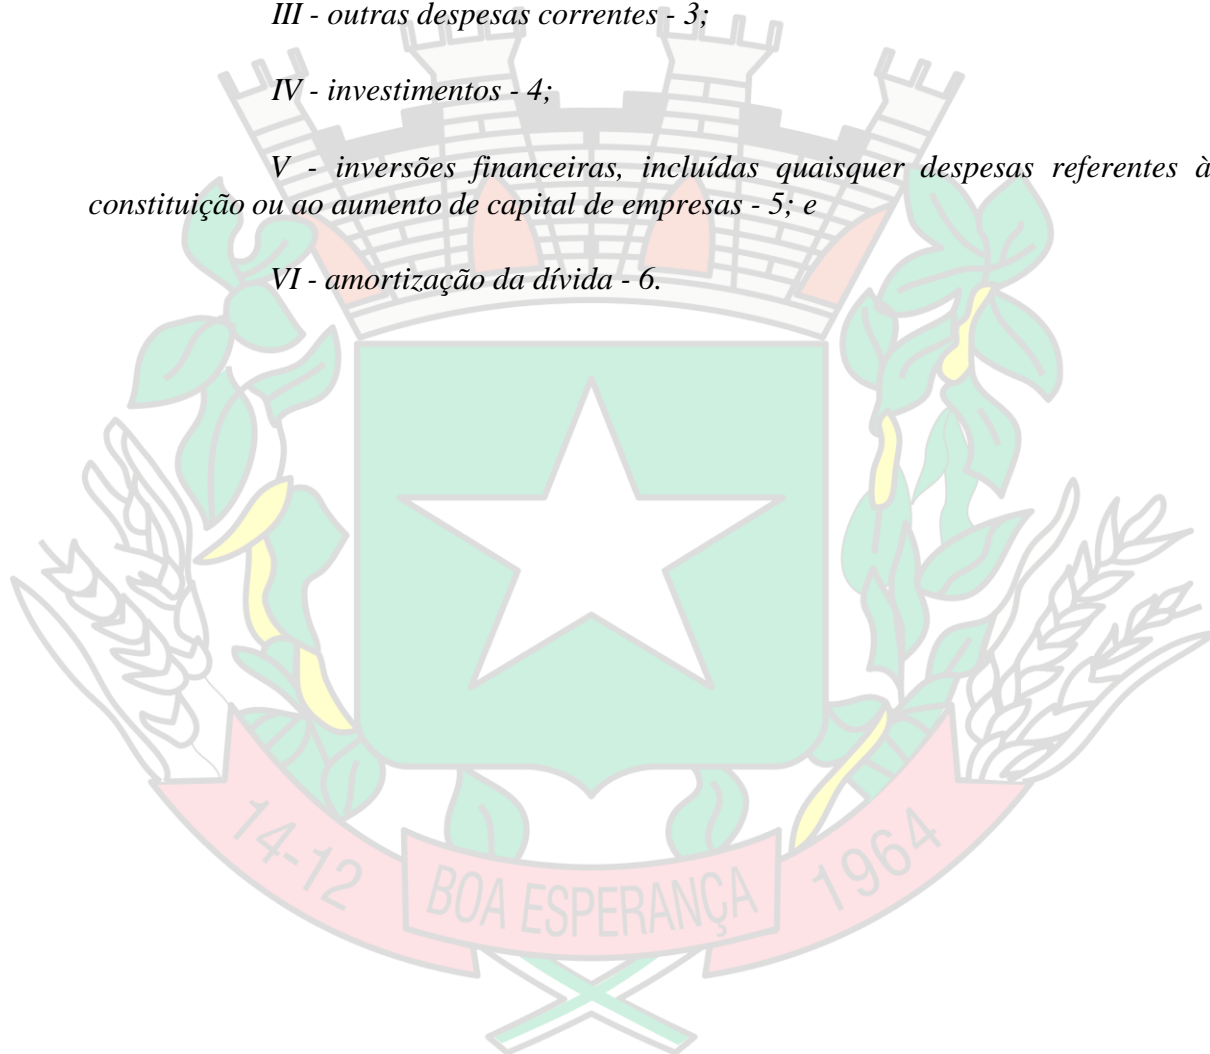 III - outras despesas correntes - 3;
IV - investimentos - 4;
V - inversões financeiras, incluídas quaisquer despesas referentes à
constituição ou ao aumento de capital de empresas - 5; e
VI - amortização da dívida - 6.
14-12
BOA ESPERANÇA
1964